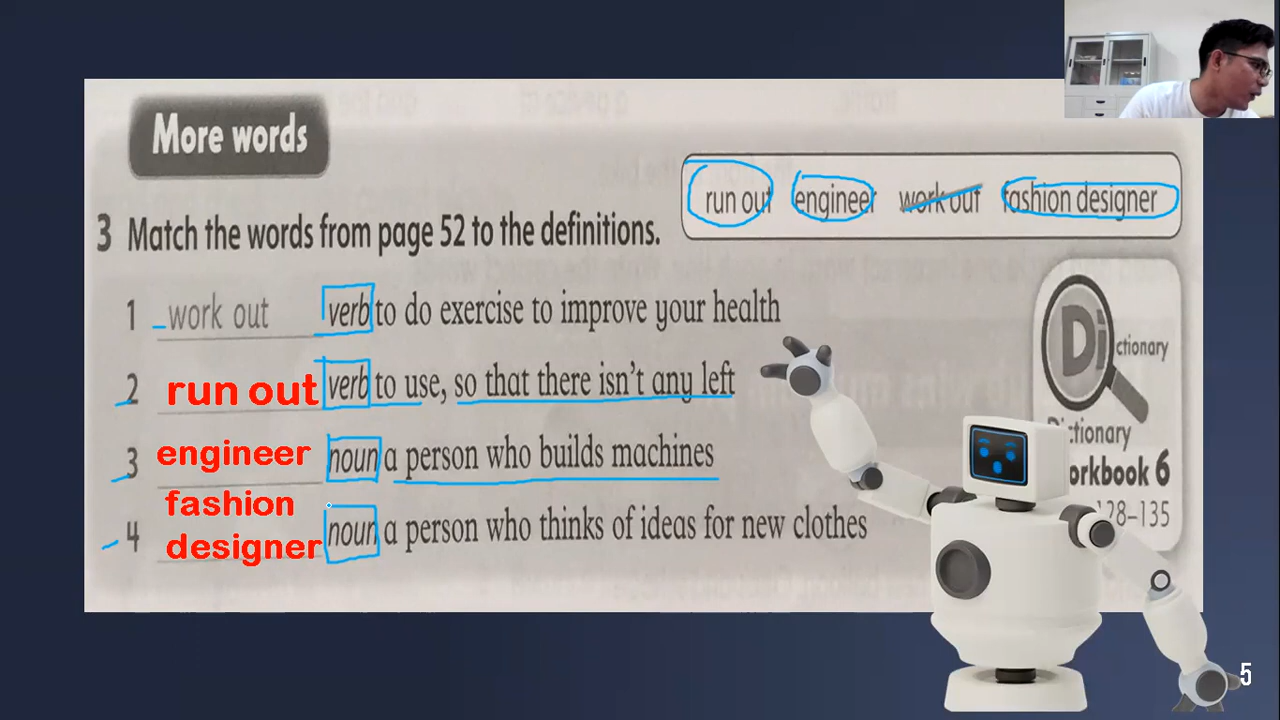 More words
run out engineer work out fashion designer
3 Match the words from page 52 to the definitions.
1 work out verb to do exercise to improve your health
2 run out verb to use, so that there isn't any left
3 engineer noun a person who builds machines
4 fashion designer noun a person who thinks of ideas for new clothes
Dictionary
Dictionary
orkbook 6
128–135
5